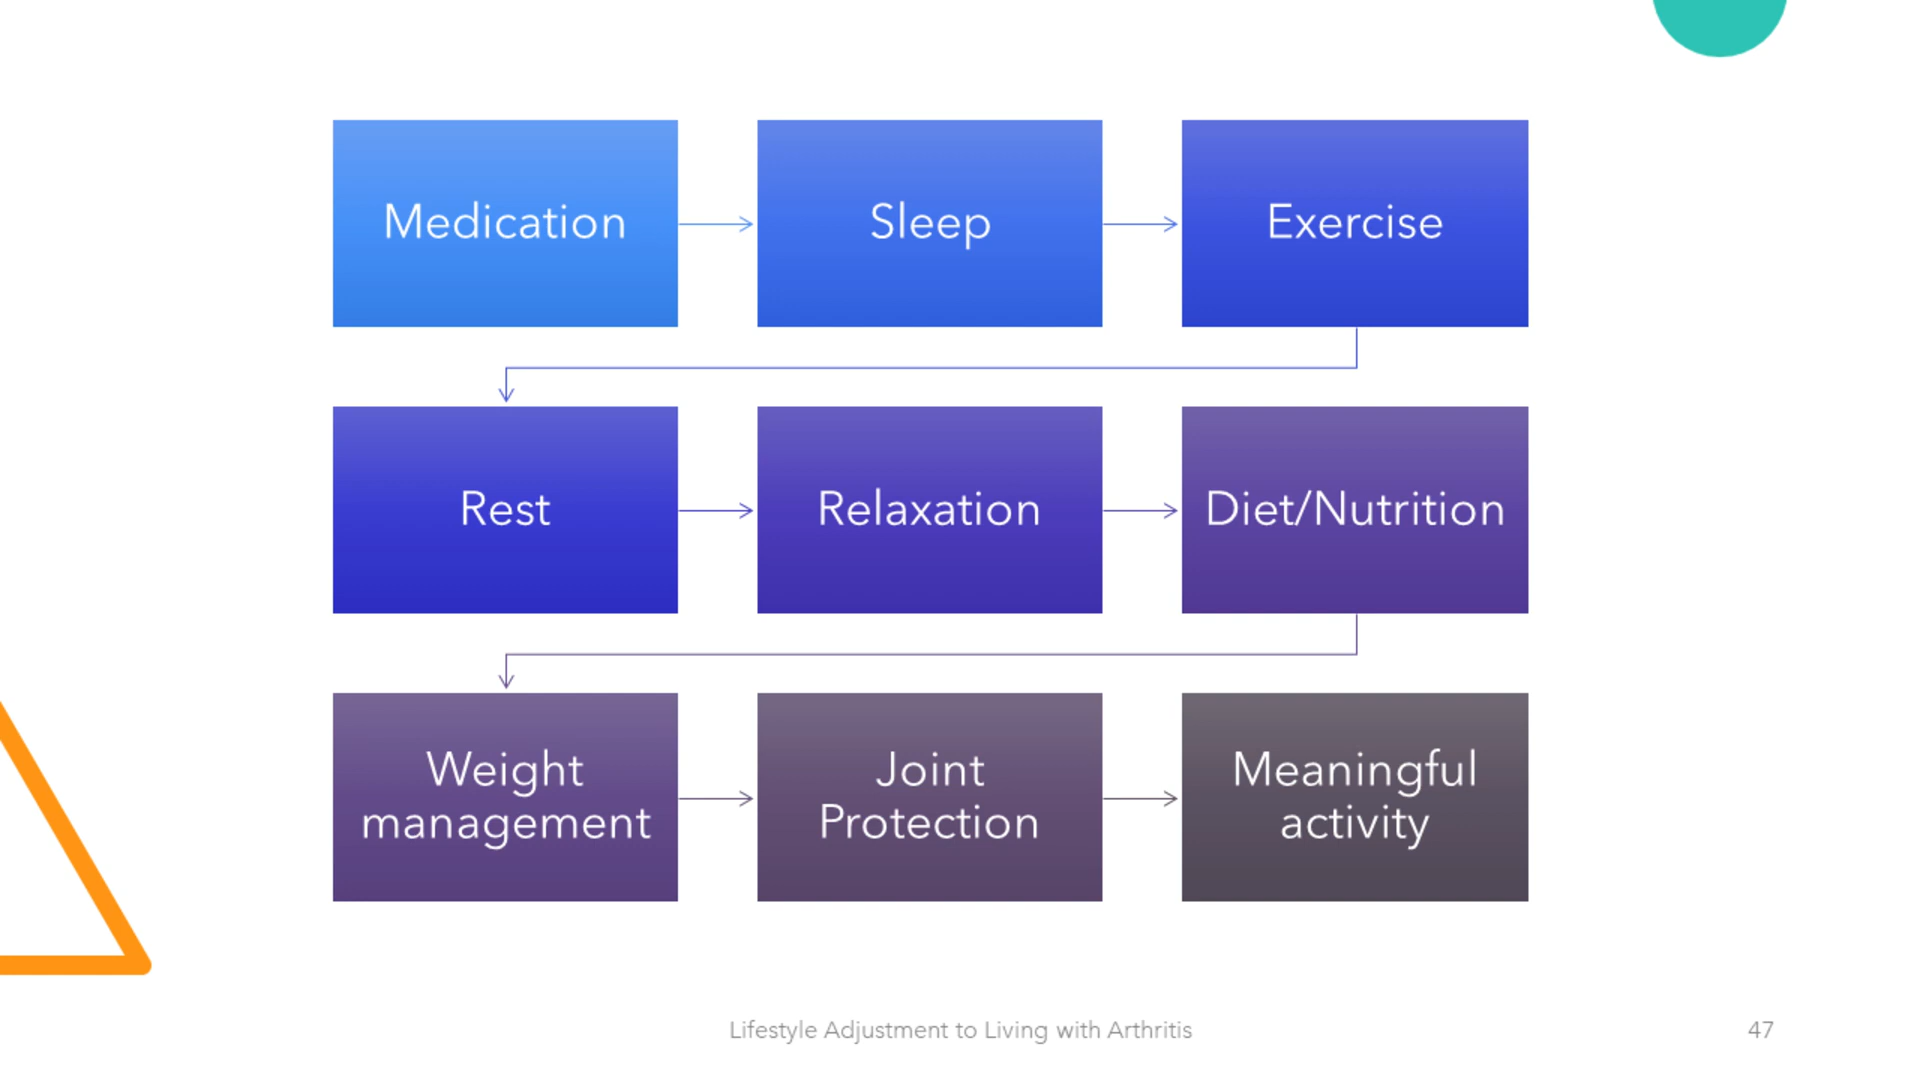 Medication
Sleep
Exercise
Rest
Relaxation
Diet/Nutrition
Weight
management
Joint
Protection
Meaningful
activity
Lifestyle Adjustment to Living with Arthritis
47